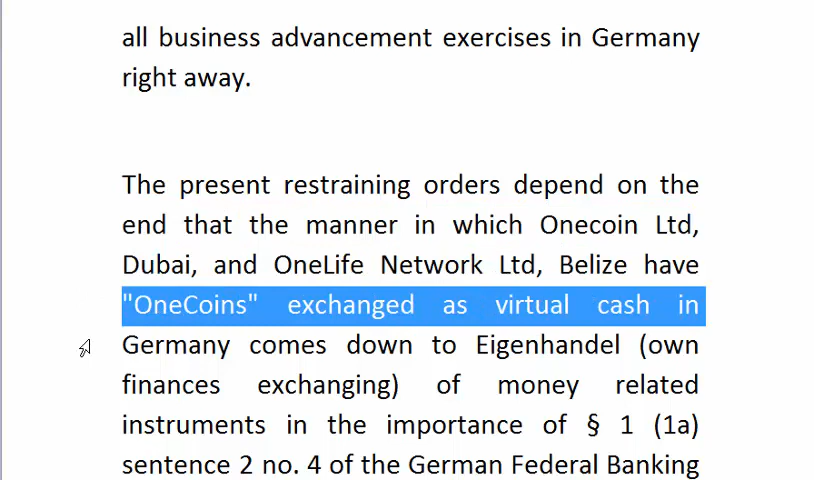 all business advancement exercises in Germany
right away.
The present restraining orders depend on the
end that the manner in which Onecoin Ltd,
Dubai, and OneLife Network Ltd, Belize have
"OneCoins" exchanged as virtual cash in
Germany comes down to Eigenhandel (own
finances exchanging) of money related
instruments in the importance of § 1 (1a)
sentence 2 no. 4 of the German Federal Banking